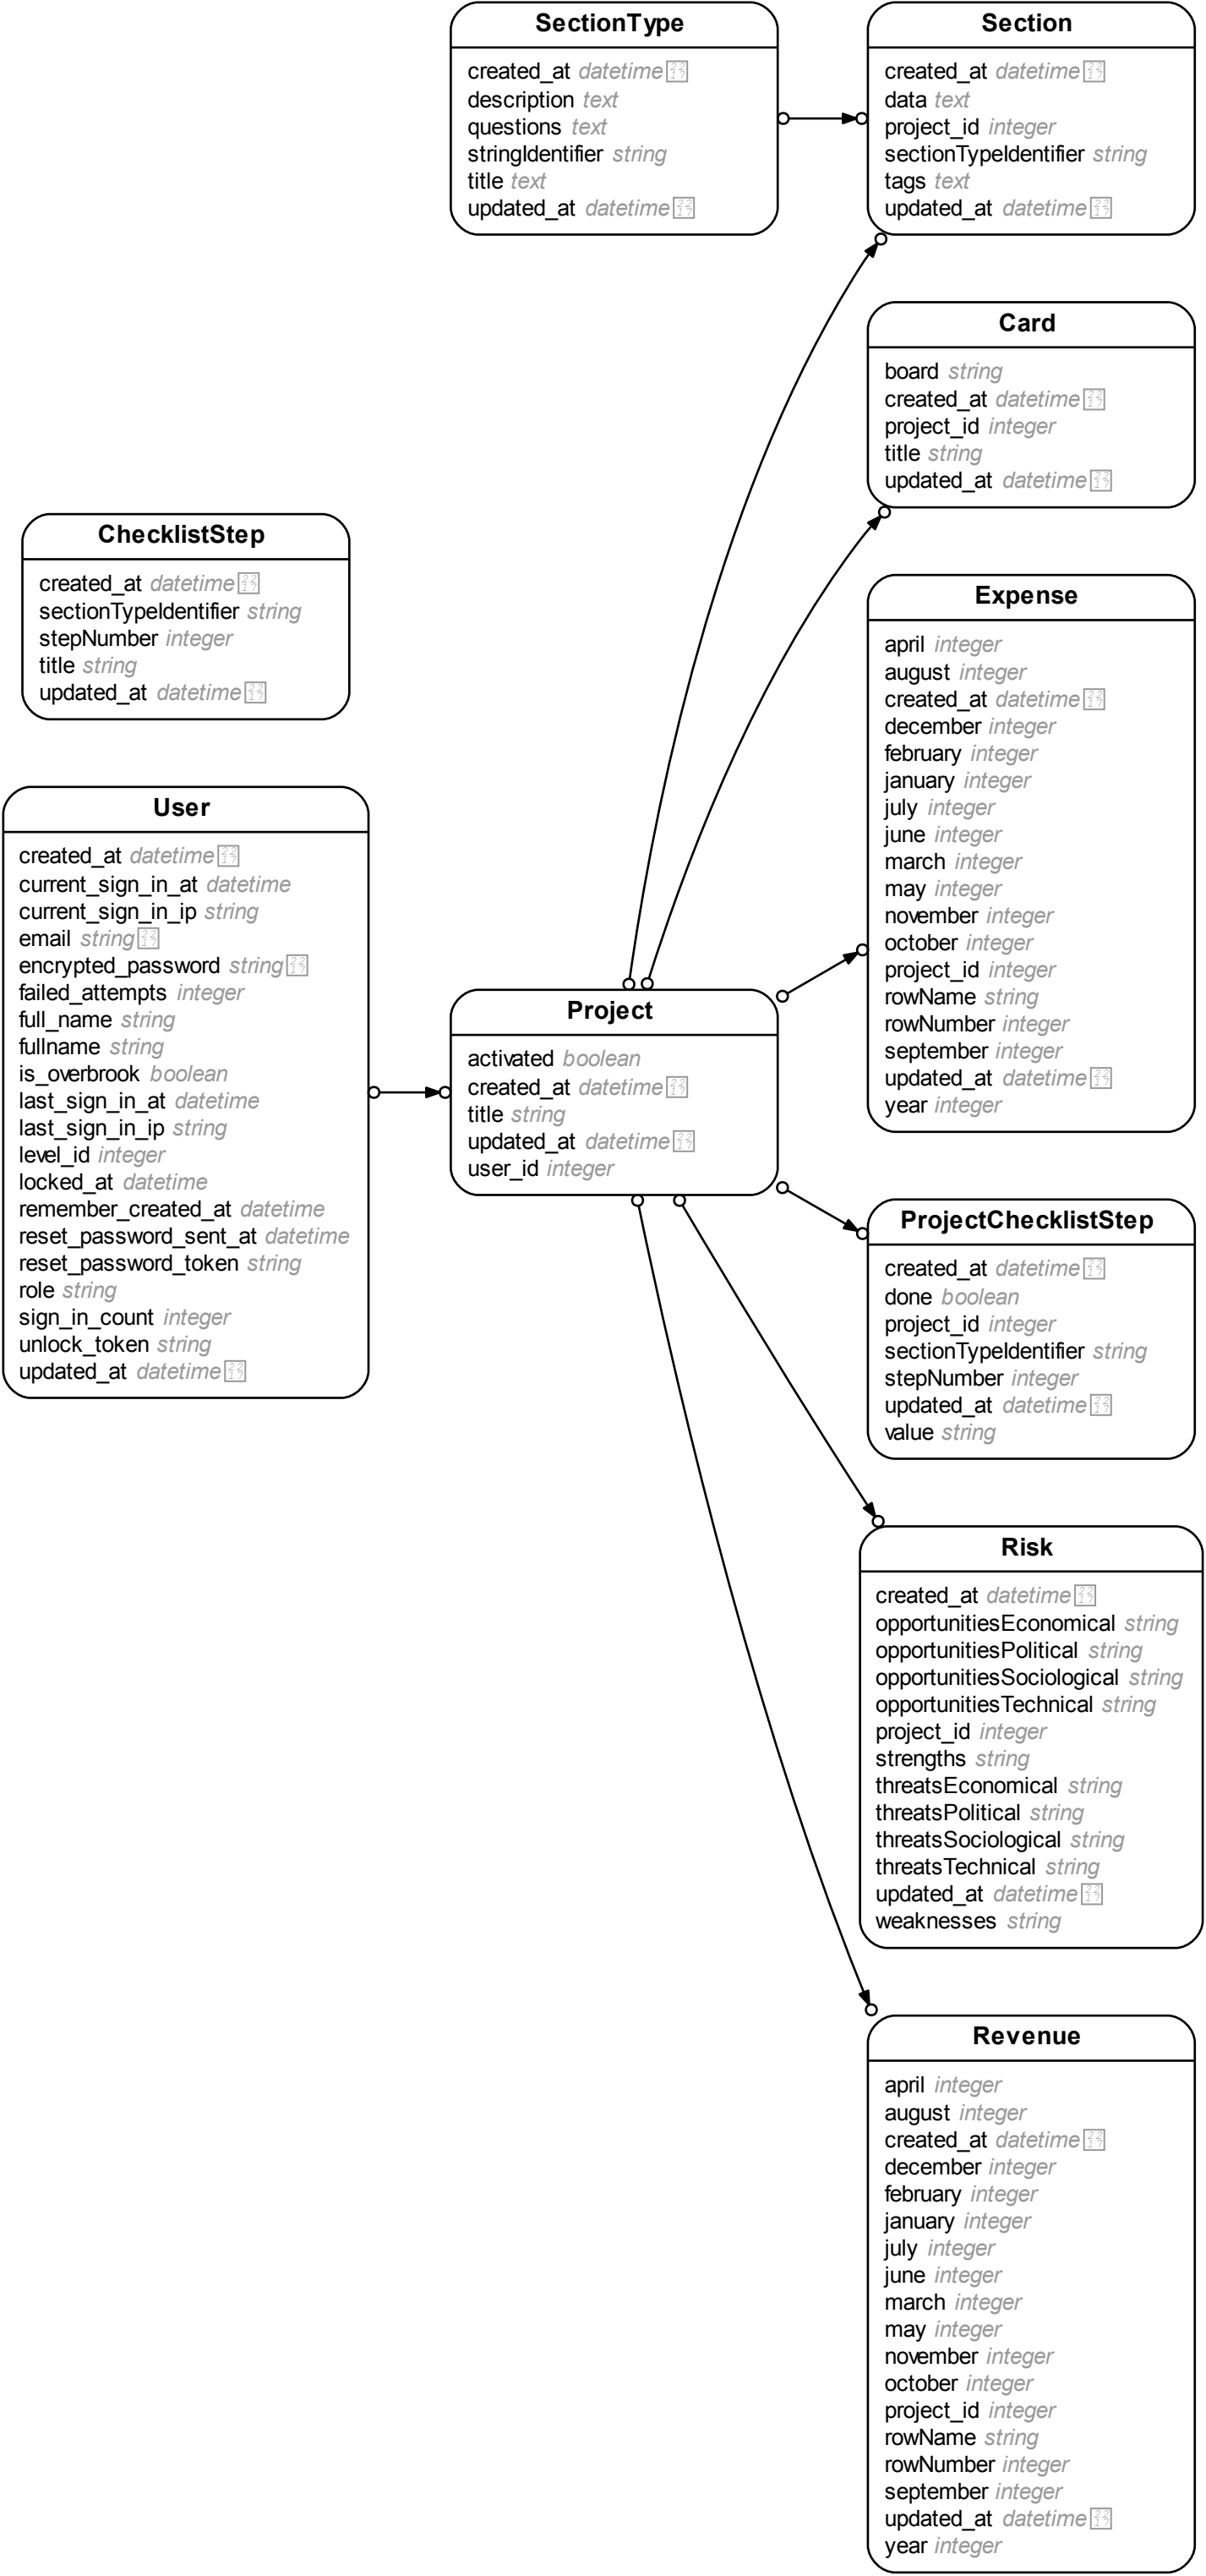 SectionType
created_at datetime
description text
questions text
stringIdentifier string
title text
updated_at datetime
Section
created_at datetime
data text
project_id integer
sectionTypeIdentifier string
tags text
updated_at datetime
Card
board string
created_at datetime
project_id integer
title string
updated_at datetime
ChecklistStep
created_at datetime
sectionTypeIdentifier string
stepNumber integer
title string
updated_at datetime
Expense
april integer
august integer
created_at datetime
december integer
february integer
january integer
july integer
june integer
march integer
may integer
november integer
october integer
project_id integer
rowName string
rowNumber integer
september integer
updated_at datetime
year integer
User
created_at datetime
current_sign_in_at datetime
current_sign_in_ip string
email string
encrypted_password string
failed_attempts integer
full_name string
fullname string
is_overbrook boolean
last_sign_in_at datetime
last_sign_in_ip string
level_id integer
locked_at datetime
remember_created_at datetime
reset_password_sent_at datetime
reset_password_token string
role string
sign_in_count integer
unlock_token string
updated_at datetime
Project
activated boolean
created_at datetime
title string
updated_at datetime
user_id integer
ProjectChecklistStep
created_at datetime
done boolean
project_id integer
sectionTypeIdentifier string
stepNumber integer
updated_at datetime
value string
Risk
created_at datetime
opportunitiesEconomical string
opportunitiesPolitical string
opportunitiesSociological string
opportunitiesTechnical string
project_id integer
strengths string
threatsEconomical string
threatsPolitical string
threatsSociological string
threatsTechnical string
updated_at datetime
weaknesses string
Revenue
april integer
august integer
created_at datetime
december integer
february integer
january integer
july integer
june integer
march integer
may integer
november integer
october integer
project_id integer
rowName string
rowNumber integer
september integer
updated_at datetime
year integer